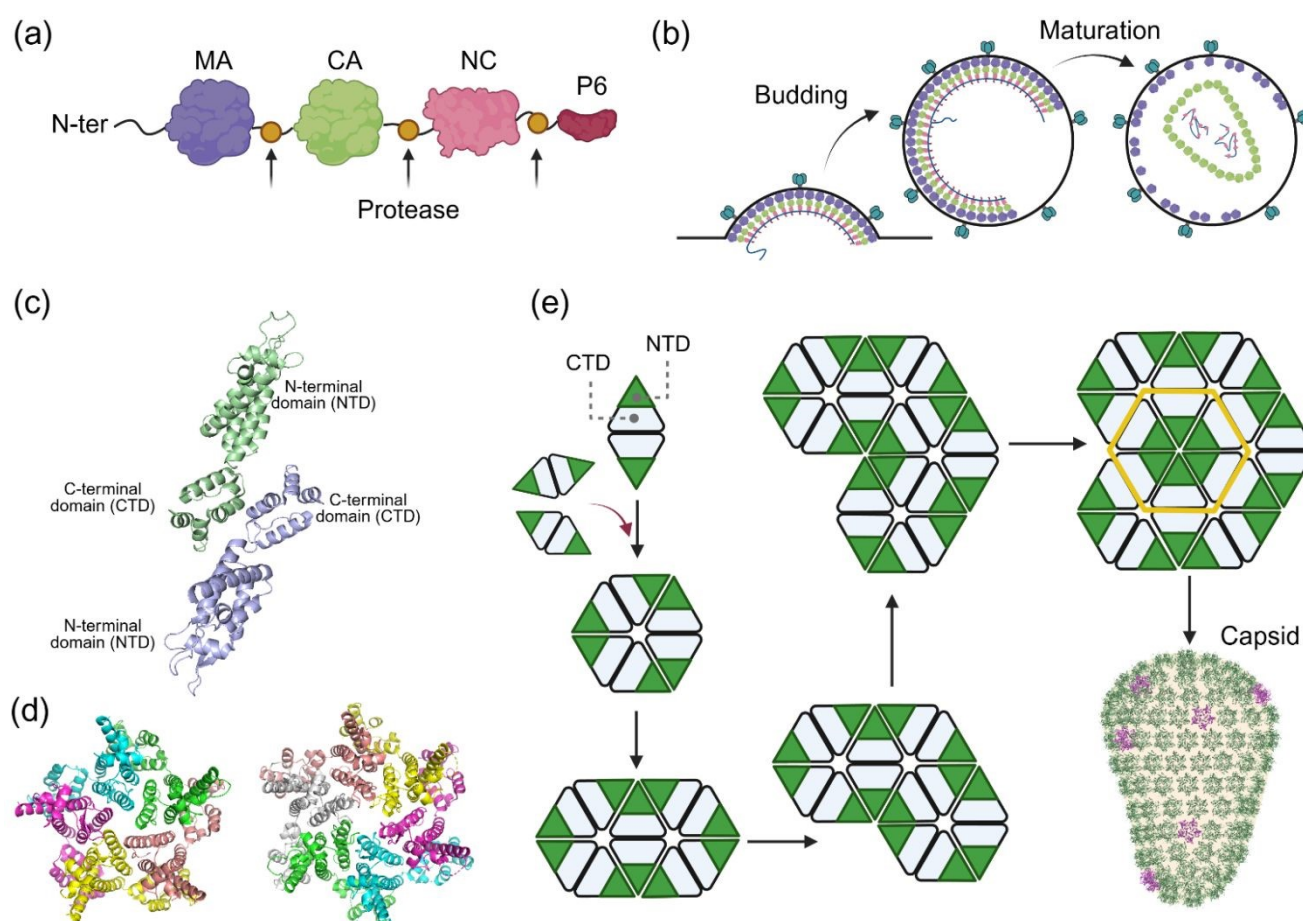 (a)
MA
CA
NC
P6
N-ter
Protease
(b)
Budding
Maturation
(c)
N-terminal
domain (NTD)
C-terminal
domain (CTD)
C-terminal
domain (CTD)
N-terminal
domain (NTD)
(d)
(e)
CTD
NTD
Capsid